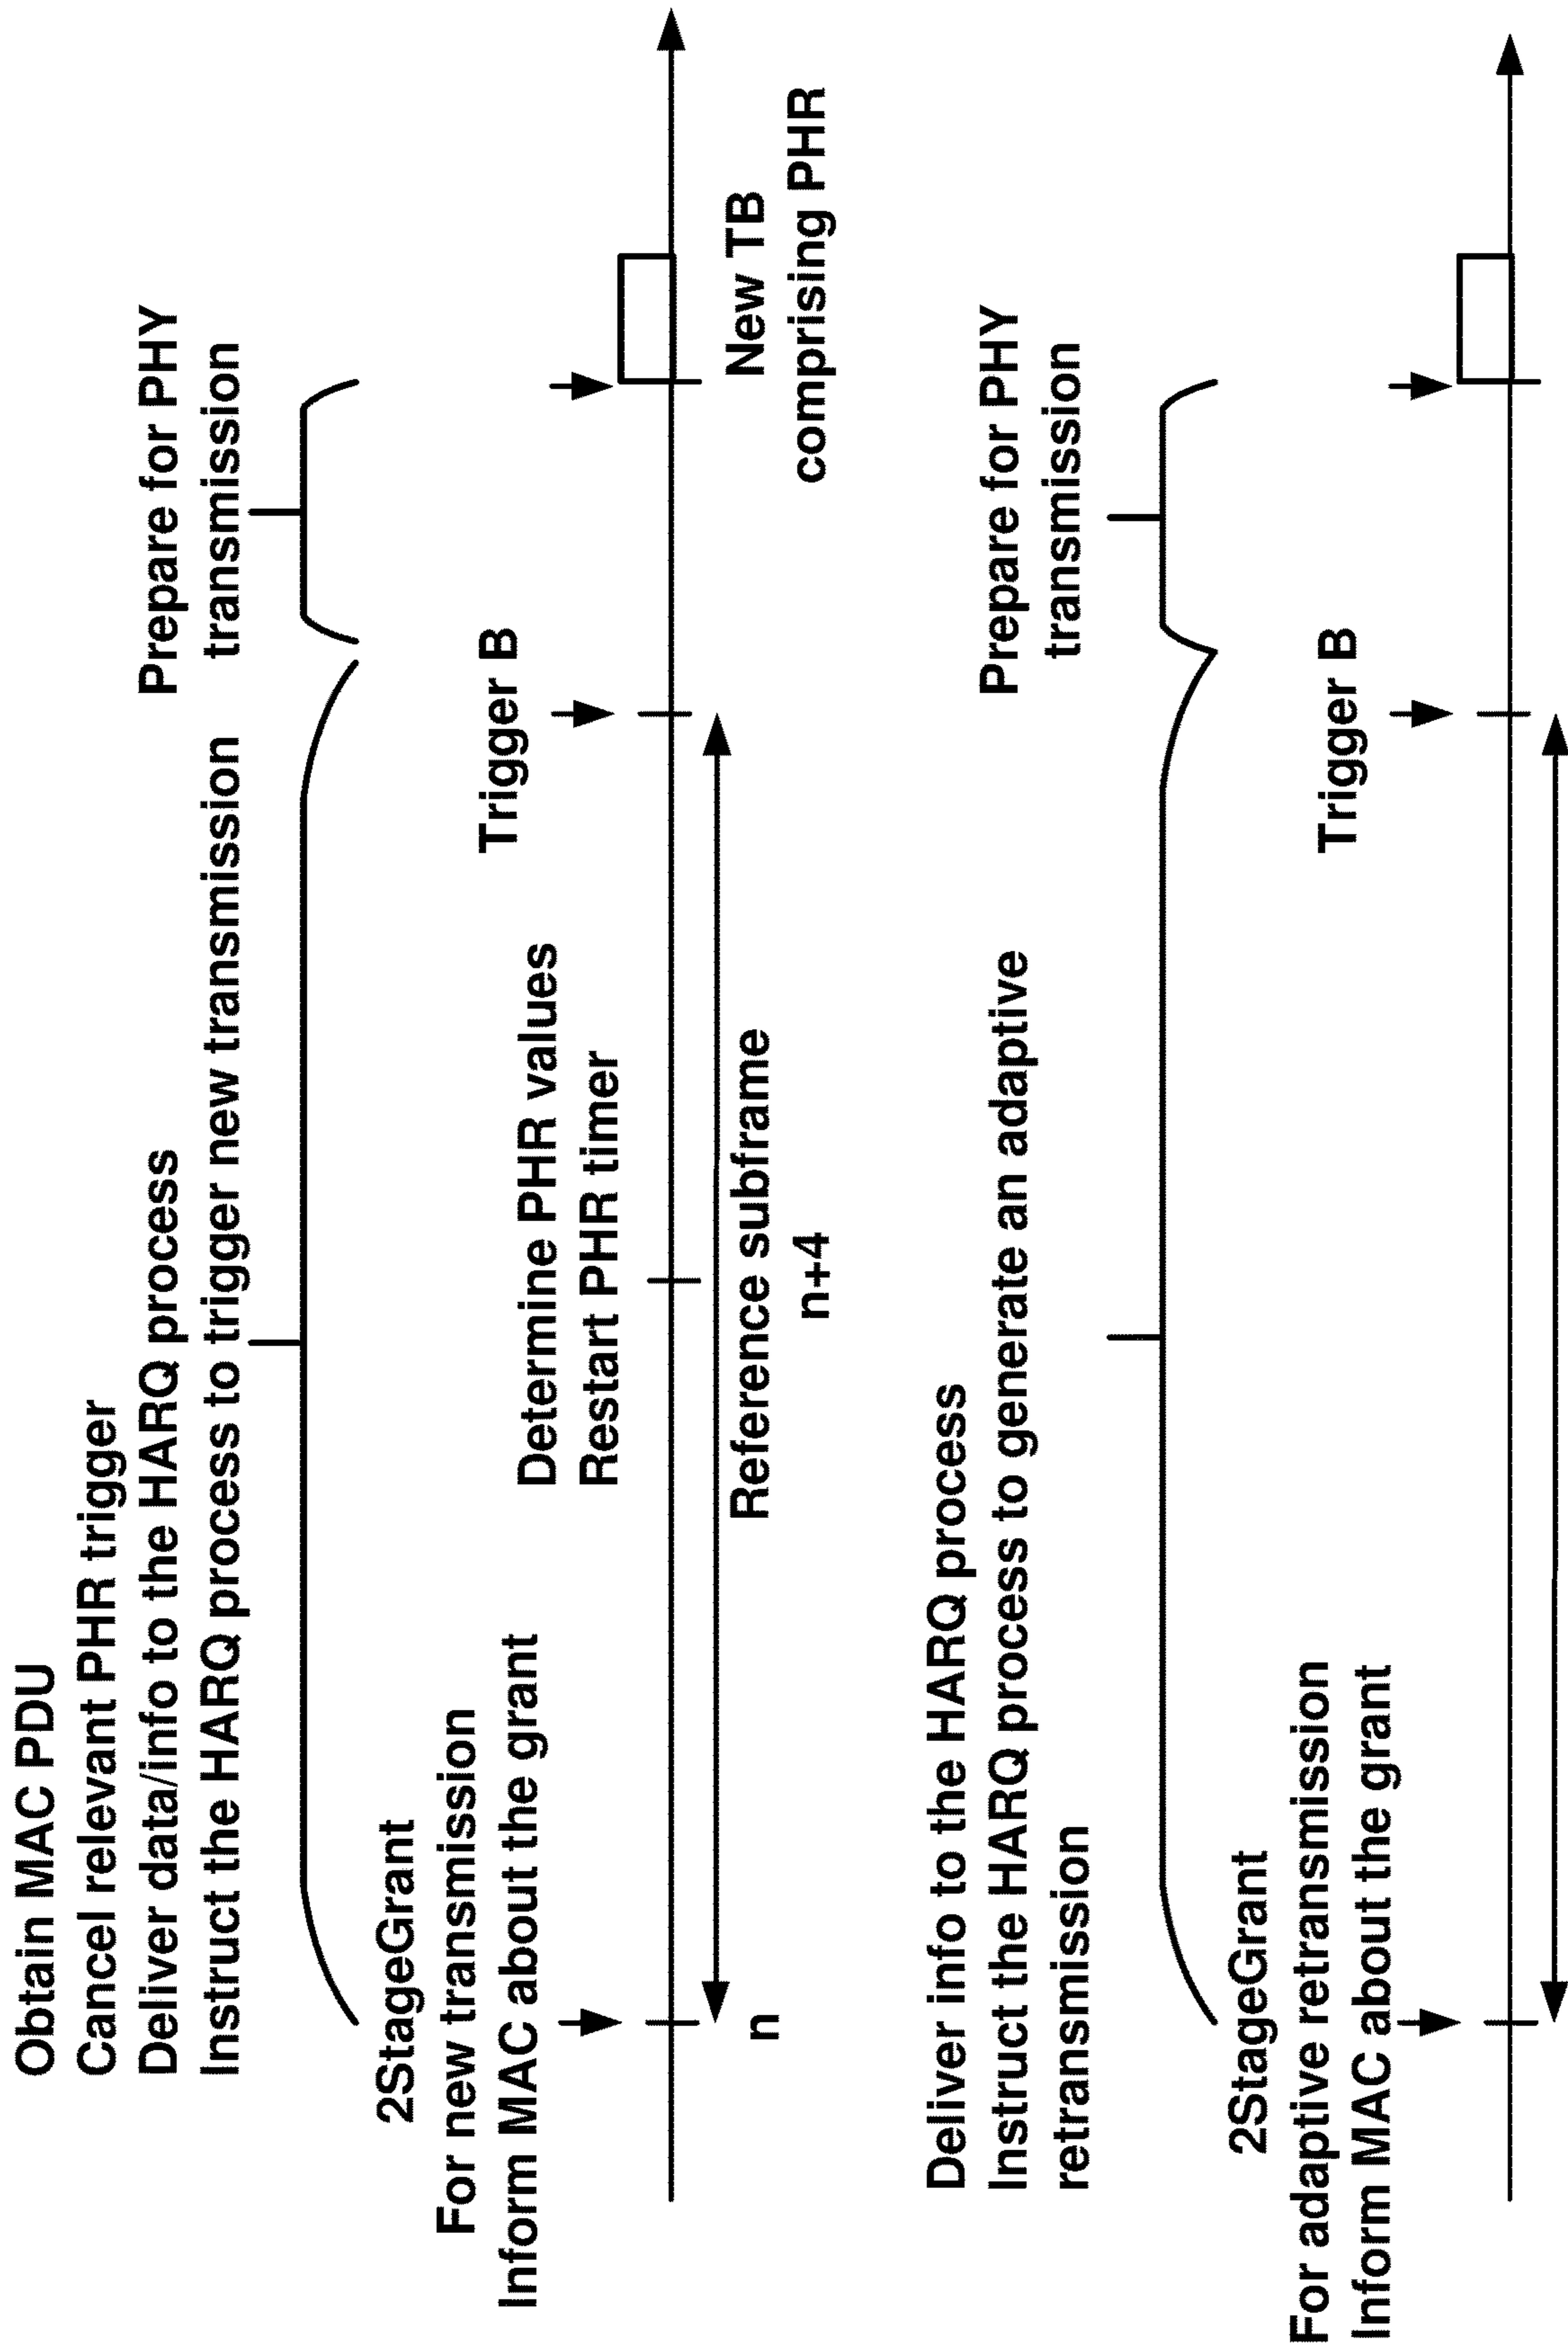 Obtain MAC PDU
Cancel relevant PHR trigger
Deliver data/info to the HARQ process
Instruct the HARQ process to trigger new transmission
Prepare for PHY
transmission
2StageGrant
For new transmission
Inform MAC about the grant
Determine PHR values
Restart PHR timer
Trigger B
n
Reference subframe
n+4
New TB
comprising PHR
Deliver info to the HARQ process
Instruct the HARQ process to generate an adaptive
retransmission
Prepare for PHY
transmission
2StageGrant
For adaptive retransmission
Inform MAC about the grant
Trigger B